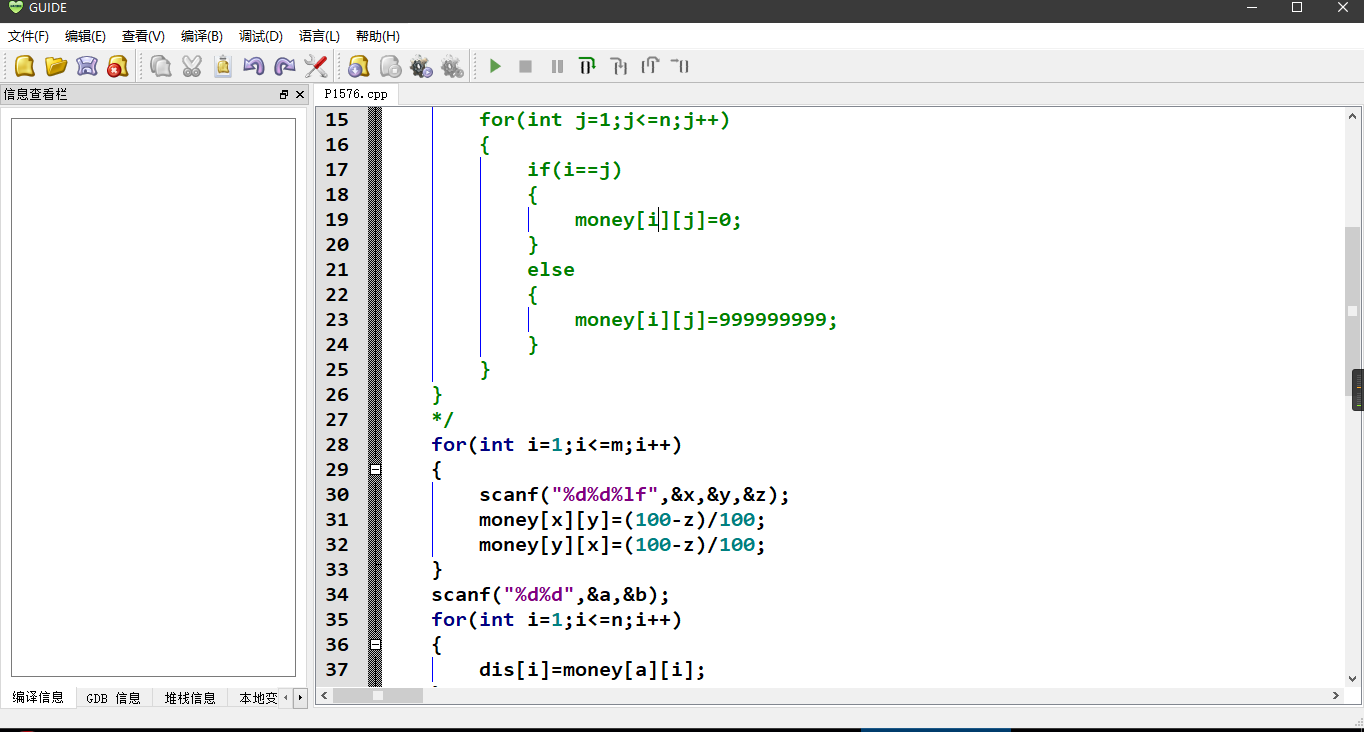 GUIDE
文件(F) 编辑(E) 查看(V) 编译(B) 调试(D) 语言(L) 帮助(H)
信息查看栏
P1576.cpp
15 for(int j=1;j<=n;j++)
16 {
17 if(i==j)
18 {
19 money[i][j]=0;
20 }
21 else
22 {
23 money[i][j]=999999999;
24 }
25 }
26 }
27 */
28 for(int i=1;i<=m;i++)
29 {
30 scanf("%d%d%lf",&x,&y,&z);
31 money[x][y]=(100-z)/100;
32 money[y][x]=(100-z)/100;
33 }
34 scanf("%d%d",&a,&b);
35 for(int i=1;i<=n;i++)
36 {
37 dis[i]=money[a][i];
编译信息 GDB 信息 堆栈信息 本地变